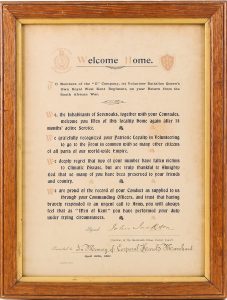 Welcome Home.
To Members of the "G" Company, 1st Volunteer Battalion Queen's
Own Royal West Kent Regiment, on your Return from the
South African War.
We, the Inhabitants of Sevenoaks, together with your Comrades,
welcome you Men of this locality Home again after 12
months' active Service.
We gratefully recognized your Patriotic Loyalty in Volunteering
to go to the Front in common with so many other citizens
of all parts of our world-wide Empire.
We deeply regret that two of your number have fallen victims
to Climatic Disease, but are truly thankful to Almighty
God that so many of you have been preserved to your friends
and country.
We are proud of the record of your Conduct as supplied to us
through your Commanding Officers, and trust that having
bravely responded to an urgent call to Arms, you will always
feel that as "Men of Kent" you have performed your duty
under trying circumstances.
Signed
Presented in Memory of Corporal